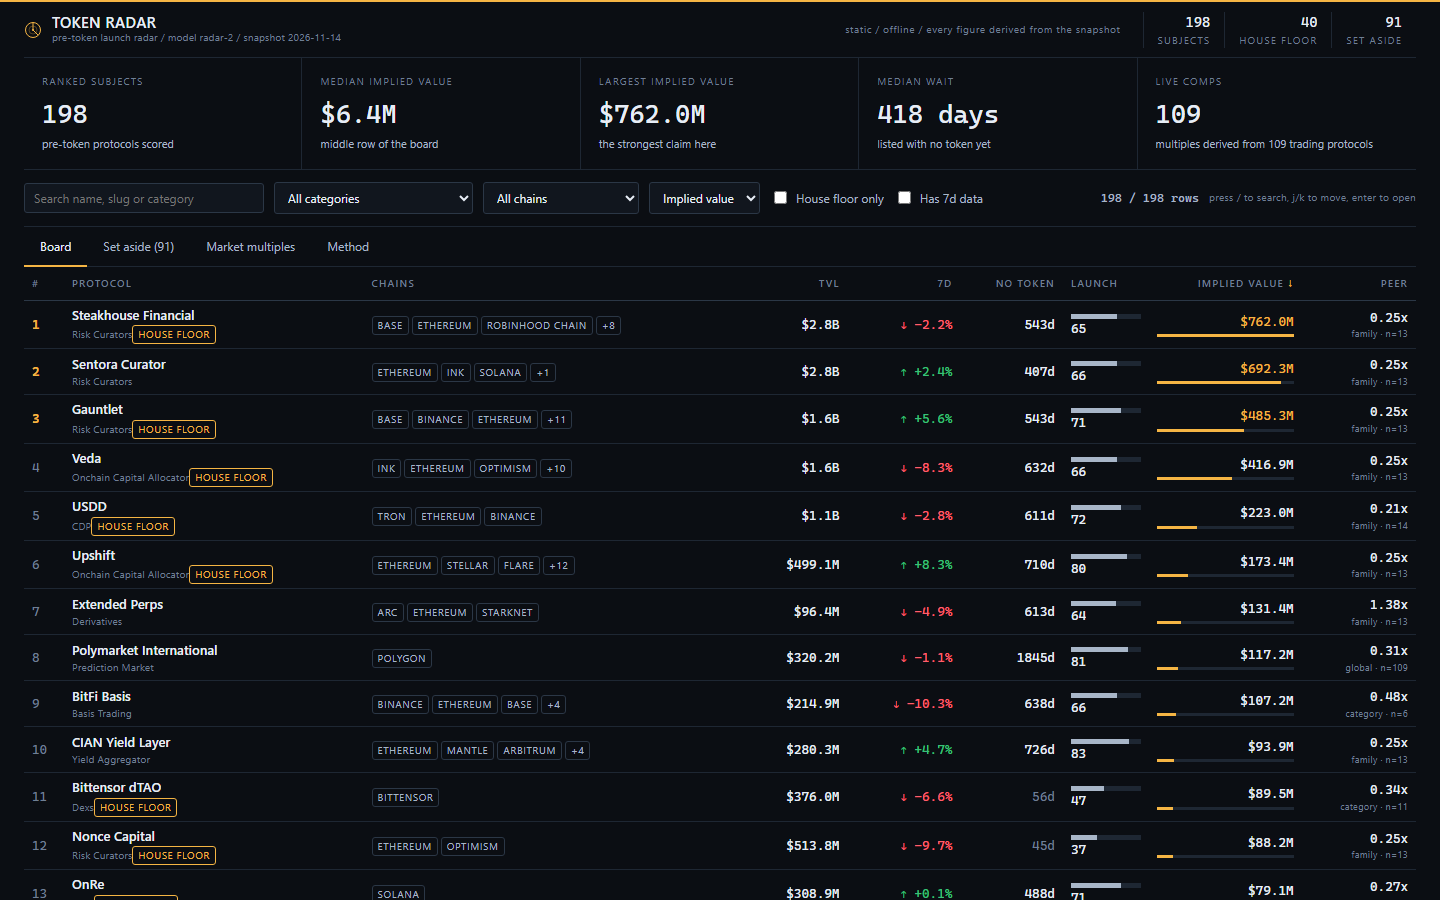 TOKEN RADAR
pre-token launch radar / model radar-2 / snapshot 2026-11-14
static / offline / every figure derived from the snapshot
198 SUBJECTS
40 HOUSE FLOOR
91 SET ASIDE
RANKED SUBJECTS
198
pre-token protocols scored
MEDIAN IMPLIED VALUE
$6.4M
middle row of the board
LARGEST IMPLIED VALUE
$762.0M
the strongest claim here
MEDIAN WAIT
418 days
listed with no token yet
LIVE COMPS
109
multiples derived from 109 trading protocols
Search name, slug or category
All categories
All chains
Implied value
House floor only
Has 7d data
198 / 198 rows
press / to search, j/k to move, enter to open
Board
Set aside (91)
Market multiples
Method
# PROTOCOL CHAINS TVL 7D NO TOKEN LAUNCH IMPLIED VALUE ↓ PEER
1 Steakhouse Financial BASE ETHEREUM ROBINHOOD CHAIN +8 $2.8B ↓ −2.2% 543d 65 $762.0M 0.25x
Risk Curators HOUSE FLOOR family · n=13
2 Sentora Curator ETHEREUM INK SOLANA +1 $2.8B ↑ +2.4% 407d 66 $692.3M 0.25x
Risk Curators family · n=13
3 Gauntlet BASE BINANCE ETHEREUM +11 $1.6B ↑ +5.6% 543d 71 $485.3M 0.25x
Risk Curators HOUSE FLOOR family · n=13
4 Veda INK ETHEREUM OPTIMISM +10 $1.6B ↓ −8.3% 632d 66 $416.9M 0.25x
Onchain Capital Allocator HOUSE FLOOR family · n=13
5 USDD TRON ETHEREUM BINANCE $1.1B ↓ −2.8% 611d 72 $223.0M 0.21x
CDP HOUSE FLOOR family · n=14
6 Upshift ETHEREUM STELLAR FLARE +12 $499.1M ↑ +8.3% 710d 80 $173.4M 0.25x
Onchain Capital Allocator HOUSE FLOOR family · n=13
7 Extended Perps ARC ETHEREUM STARKNET $96.4M ↓ −4.9% 613d 64 $131.4M 1.38x
Derivatives family · n=13
8 Polymarket International POLYGON $320.2M ↓ −1.1% 1845d 81 $117.2M 0.31x
Prediction Market global · n=109
9 BitFi Basis BINANCE ETHEREUM BASE +4 $214.9M ↓ −10.3% 638d 66 $107.2M 0.48x
Basis Trading category · n=6
10 CIAN Yield Layer ETHEREUM MANTLE ARBITRUM +4 $280.3M ↑ +4.7% 726d 83 $93.9M 0.25x
Yield Aggregator family · n=13
11 Bittensor dTAO BITTENSOR $376.0M ↓ −6.6% 56d 47 $89.5M 0.34x
Dexs HOUSE FLOOR category · n=11
12 Nonce Capital ETHEREUM OPTIMISM $513.8M ↓ −9.7% 45d 37 $88.2M 0.25x
Risk Curators HOUSE FLOOR family · n=13
13 OnRe SOLANA $308.9M ↑ +0.1% 488d 71 $79.1M 0.27x